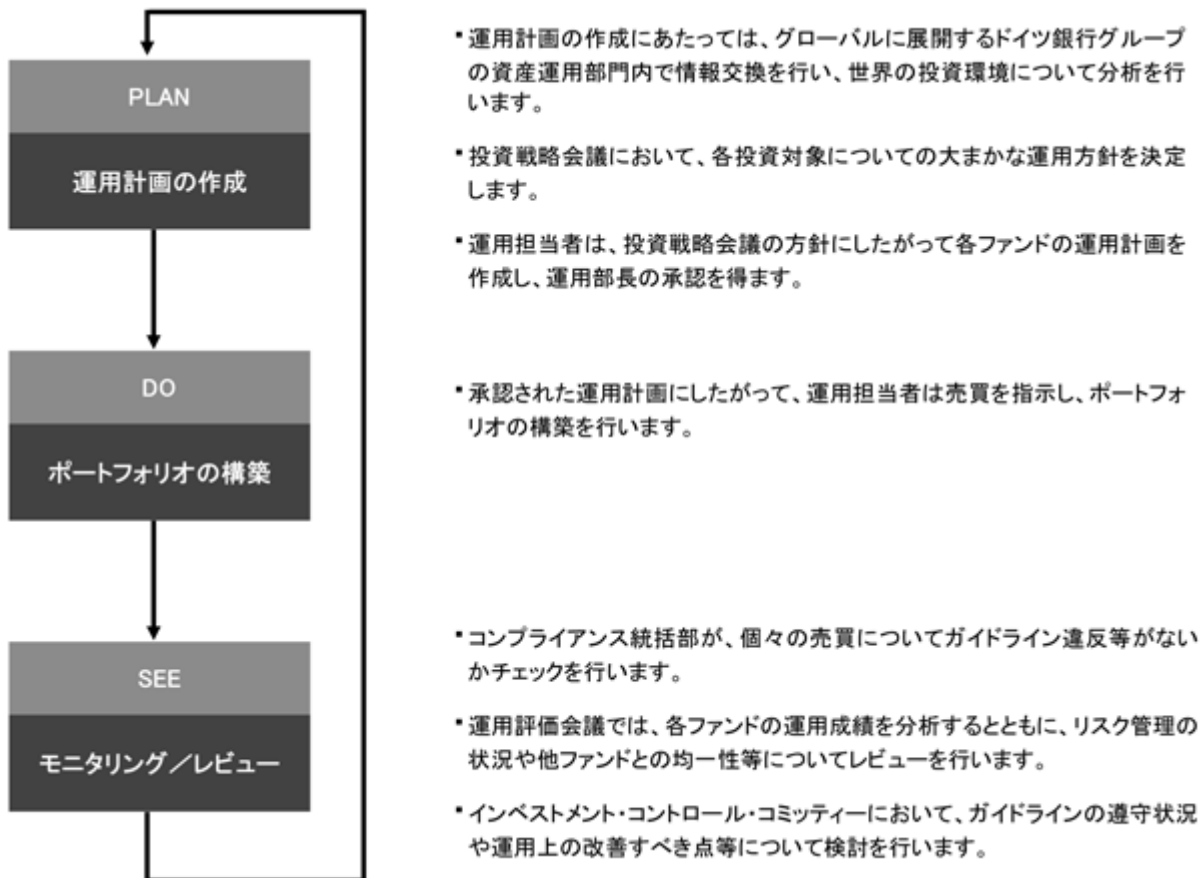 PLAN
運用計画の作成
▪運用計画の作成にあたっては、グローバルに展開するドイツ銀行グループ
の資産運用部門内で情報交換を行い、世界の投資環境について分析を行
います。
▪投資戦略会議において、各投資対象についての大まかな運用方針を決定
します。
▪運用担当者は、投資戦略会議の方針にしたがって各ファンドの運用計画を
作成し、運用部長の承認を得ます。
DO
ポートフォリオの構築
▪承認された運用計画にしたがって、運用担当者は売買を指示し、ポートフォ
リオの構築を行います。
SEE
モニタリング／レビュー
▪コンプライアンス統括部が、個々の売買についてガイドライン違反等がない
かチェックを行います。
▪運用評価会議では、各ファンドの運用成績を分析するとともに、リスク管理の
状況や他ファンドとの均一性等についてレビューを行います。
▪インベストメント・コントロール・コミッティーにおいて、ガイドラインの遵守状況
や運用上の改善すべき点等について検討を行います。